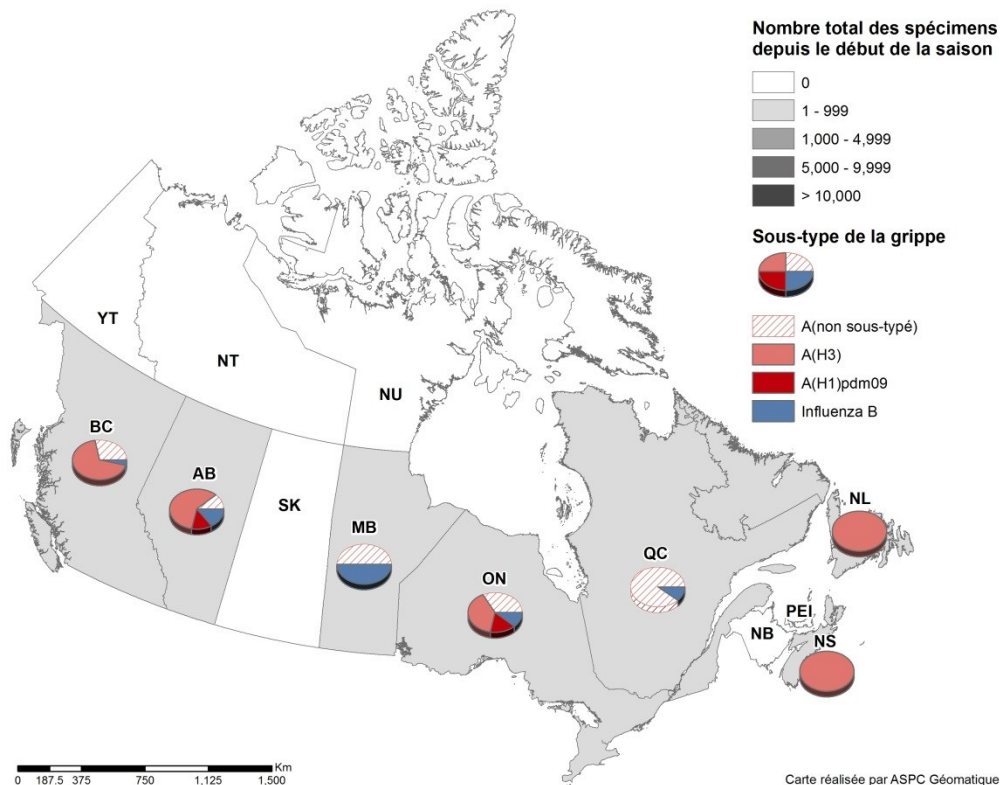 Nombre total des spécimens
depuis le début de la saison
0
1 - 999
1,000 - 4,999
5,000 - 9,999
> 10,000
Sous-type de la grippe
A(non sous-typé)
A(H3)
A(H1)pdm09
Influenza B
YT
NT
NU
BC
AB
SK
MB
ON
QC
NL
PEI
NB
NS
Km
0 187.5 375 750 1,125 1,500
Carte réalisée par ASPC Géomatique